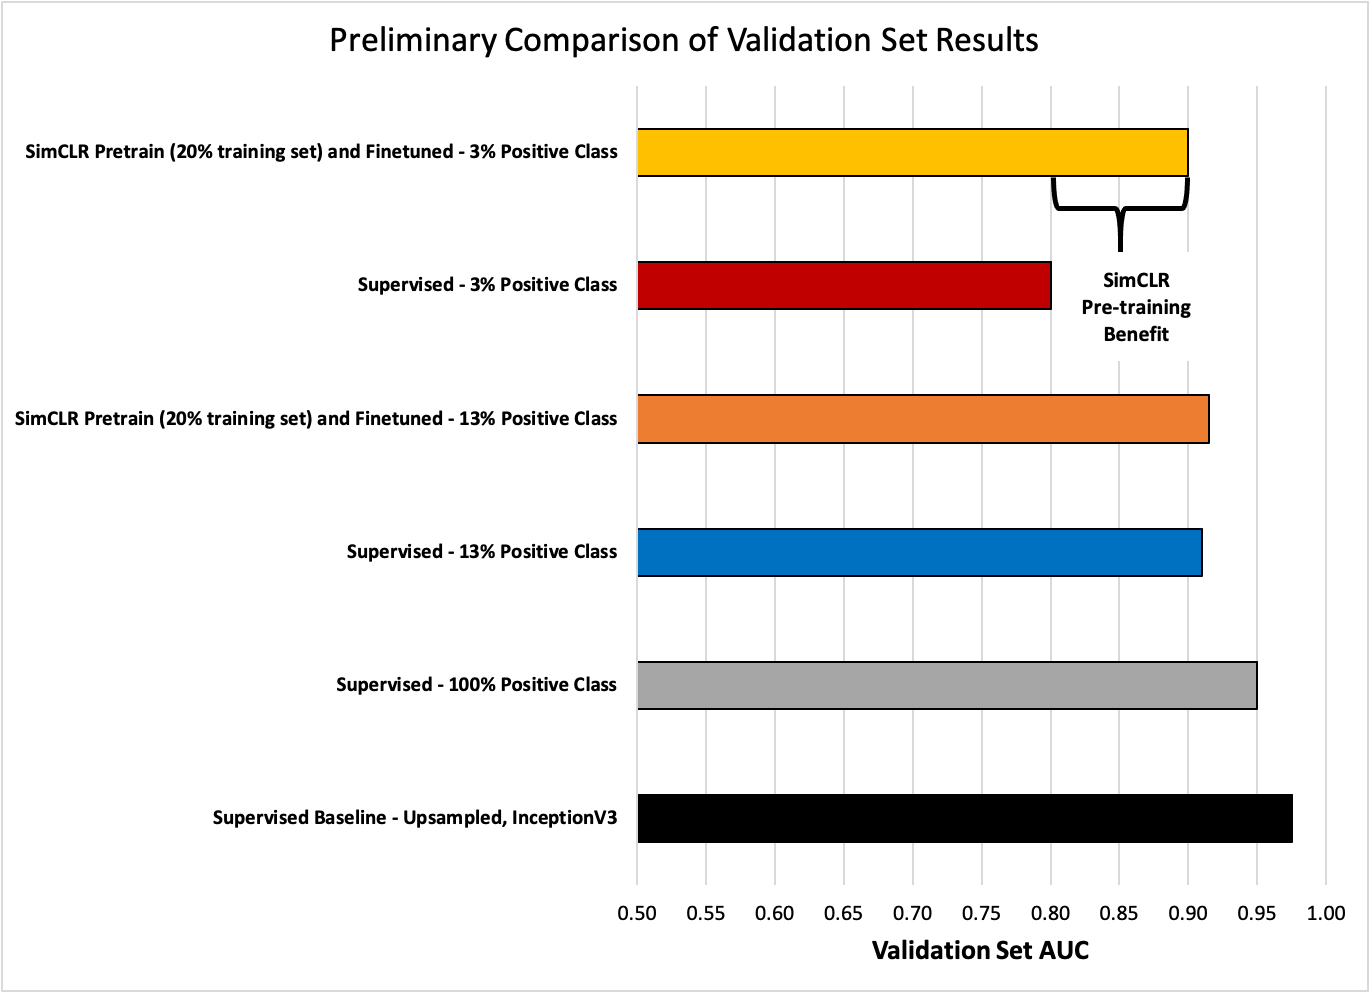 Preliminary Comparison of Validation Set Results
SimCLR Pretrain (20% training set) and Finetuned - 3% Positive Class
Supervised - 3% Positive Class
SimCLR
Pre-training
Benefit
SimCLR Pretrain (20% training set) and Finetuned - 13% Positive Class
Supervised - 13% Positive Class
Supervised - 100% Positive Class
Supervised Baseline - Upsampled, InceptionV3
0.50 0.55 0.60 0.65 0.70 0.75 0.80 0.85 0.90 0.95 1.00
Validation Set AUC